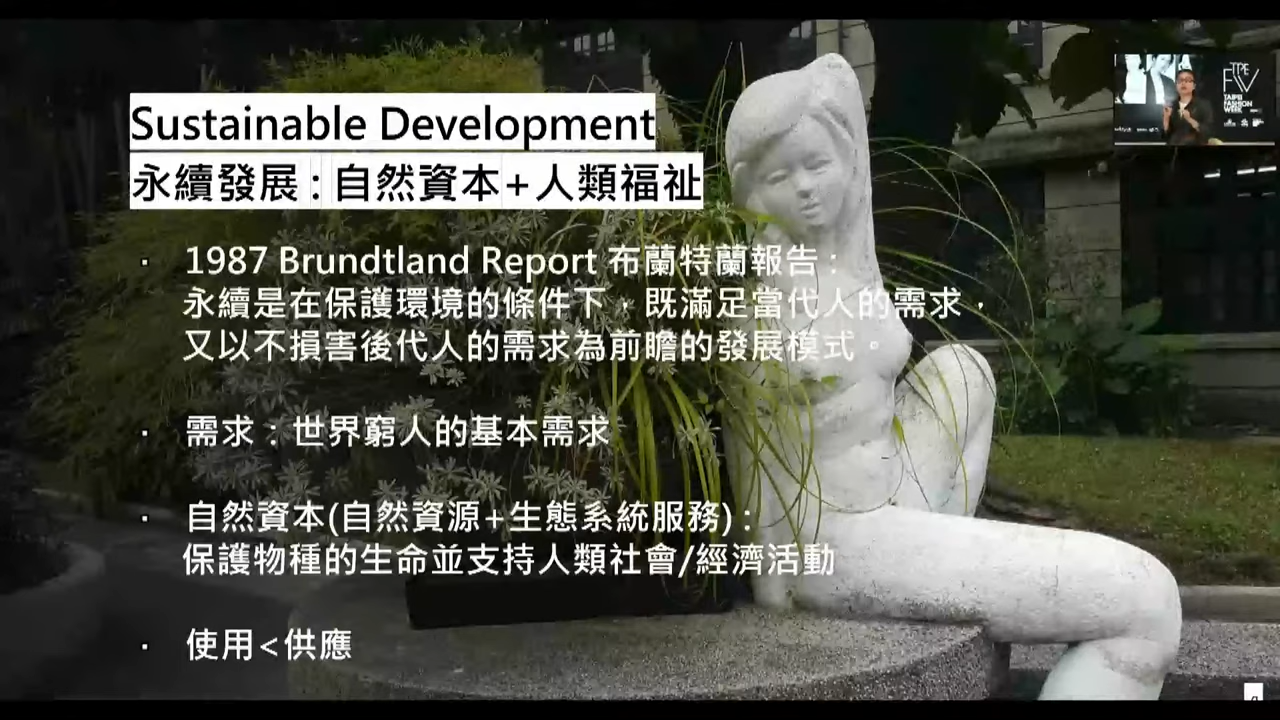 Sustainable Development
永續發展 : 自然資本+人類福祉
· 1987 Brundtland Report 布蘭特蘭報告 :
永續是在保護環境的條件下，既滿足當代人的需求，
又以不損害後代人的需求為前瞻的發展模式。
· 需求 : 世界窮人的基本需求
· 自然資本(自然資源+生態系統服務) :
保護物種的生命並支持人類社會/經濟活動
· 使用<供應
TPE
FW
TAIPEI
FASHION
WEEK